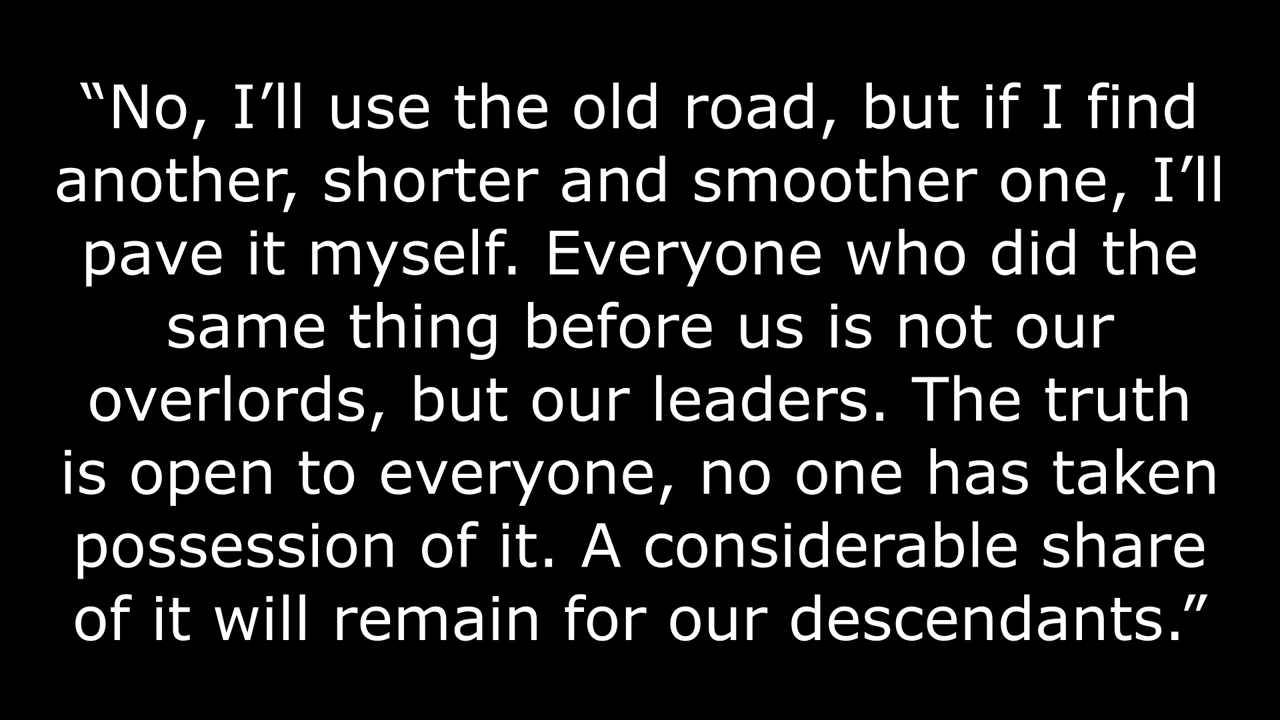 “No, I’ll use the old road, but if I find
another, shorter and smoother one, I’ll
pave it myself. Everyone who did the
same thing before us is not our
overlords, but our leaders. The truth
is open to everyone, no one has taken
possession of it. A considerable share
of it will remain for our descendants.”